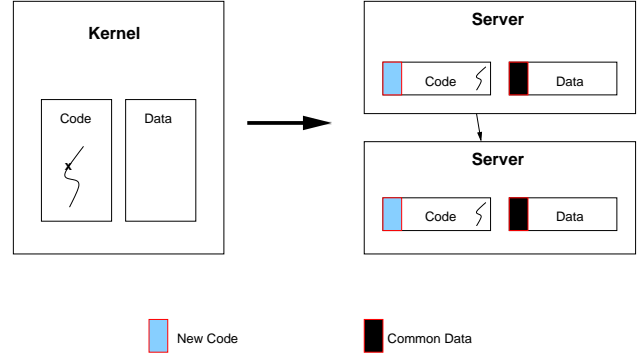 Kernel
Code
Data
x
Server
Code
Data
Server
Code
Data
New Code
Common Data